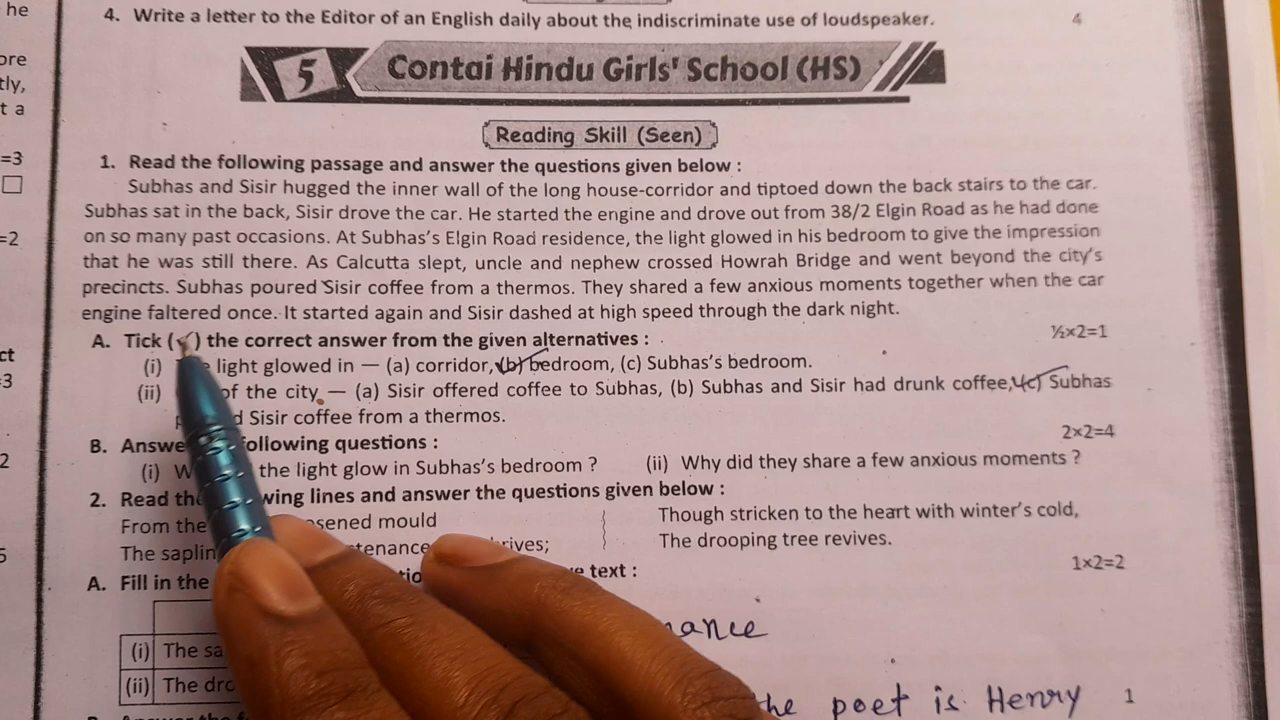 he
4. Write a letter to the Editor of an English daily about the indiscriminate use of loudspeaker. 4
ore
tly,
t a
5 Contai Hindu Girls' School (HS)
Reading Skill (Seen)
=3
1. Read the following passage and answer the questions given below :
Subhas and Sisir hugged the inner wall of the long house-corridor and tiptoed down the back stairs to the car.
Subhas sat in the back, Sisir drove the car. He started the engine and drove out from 38/2 Elgin Road as he had done
=2
on so many past occasions. At Subhas's Elgin Road residence, the light glowed in his bedroom to give the impression
that he was still there. As Calcutta slept, uncle and nephew crossed Howrah Bridge and went beyond the city's
precincts. Subhas poured Sisir coffee from a thermos. They shared a few anxious moments together when the car
engine faltered once. It started again and Sisir dashed at high speed through the dark night.
ct
3
A. Tick (✓) the correct answer from the given alternatives : ½×2=1
(i) light glowed in — (a) corridor, (b) bedroom, (c) Subhas's bedroom.
(ii) of the city — (a) Sisir offered coffee to Subhas, (b) Subhas and Sisir had drunk coffee, (c) Subhas
Sisir coffee from a thermos.
2
B. Answe ollowing questions : 2×2=4
(i) W the light glow in Subhas's bedroom ? (ii) Why did they share a few anxious moments ?
2. Read the wing lines and answer the questions given below :
From the sened mould
The saplin tenance rives;
Though stricken to the heart with winter's cold,
The drooping tree revives.
5
A. Fill in the text : 1×2=2
nance
(i) The sa
(ii) The dro
the poet is Henry 1